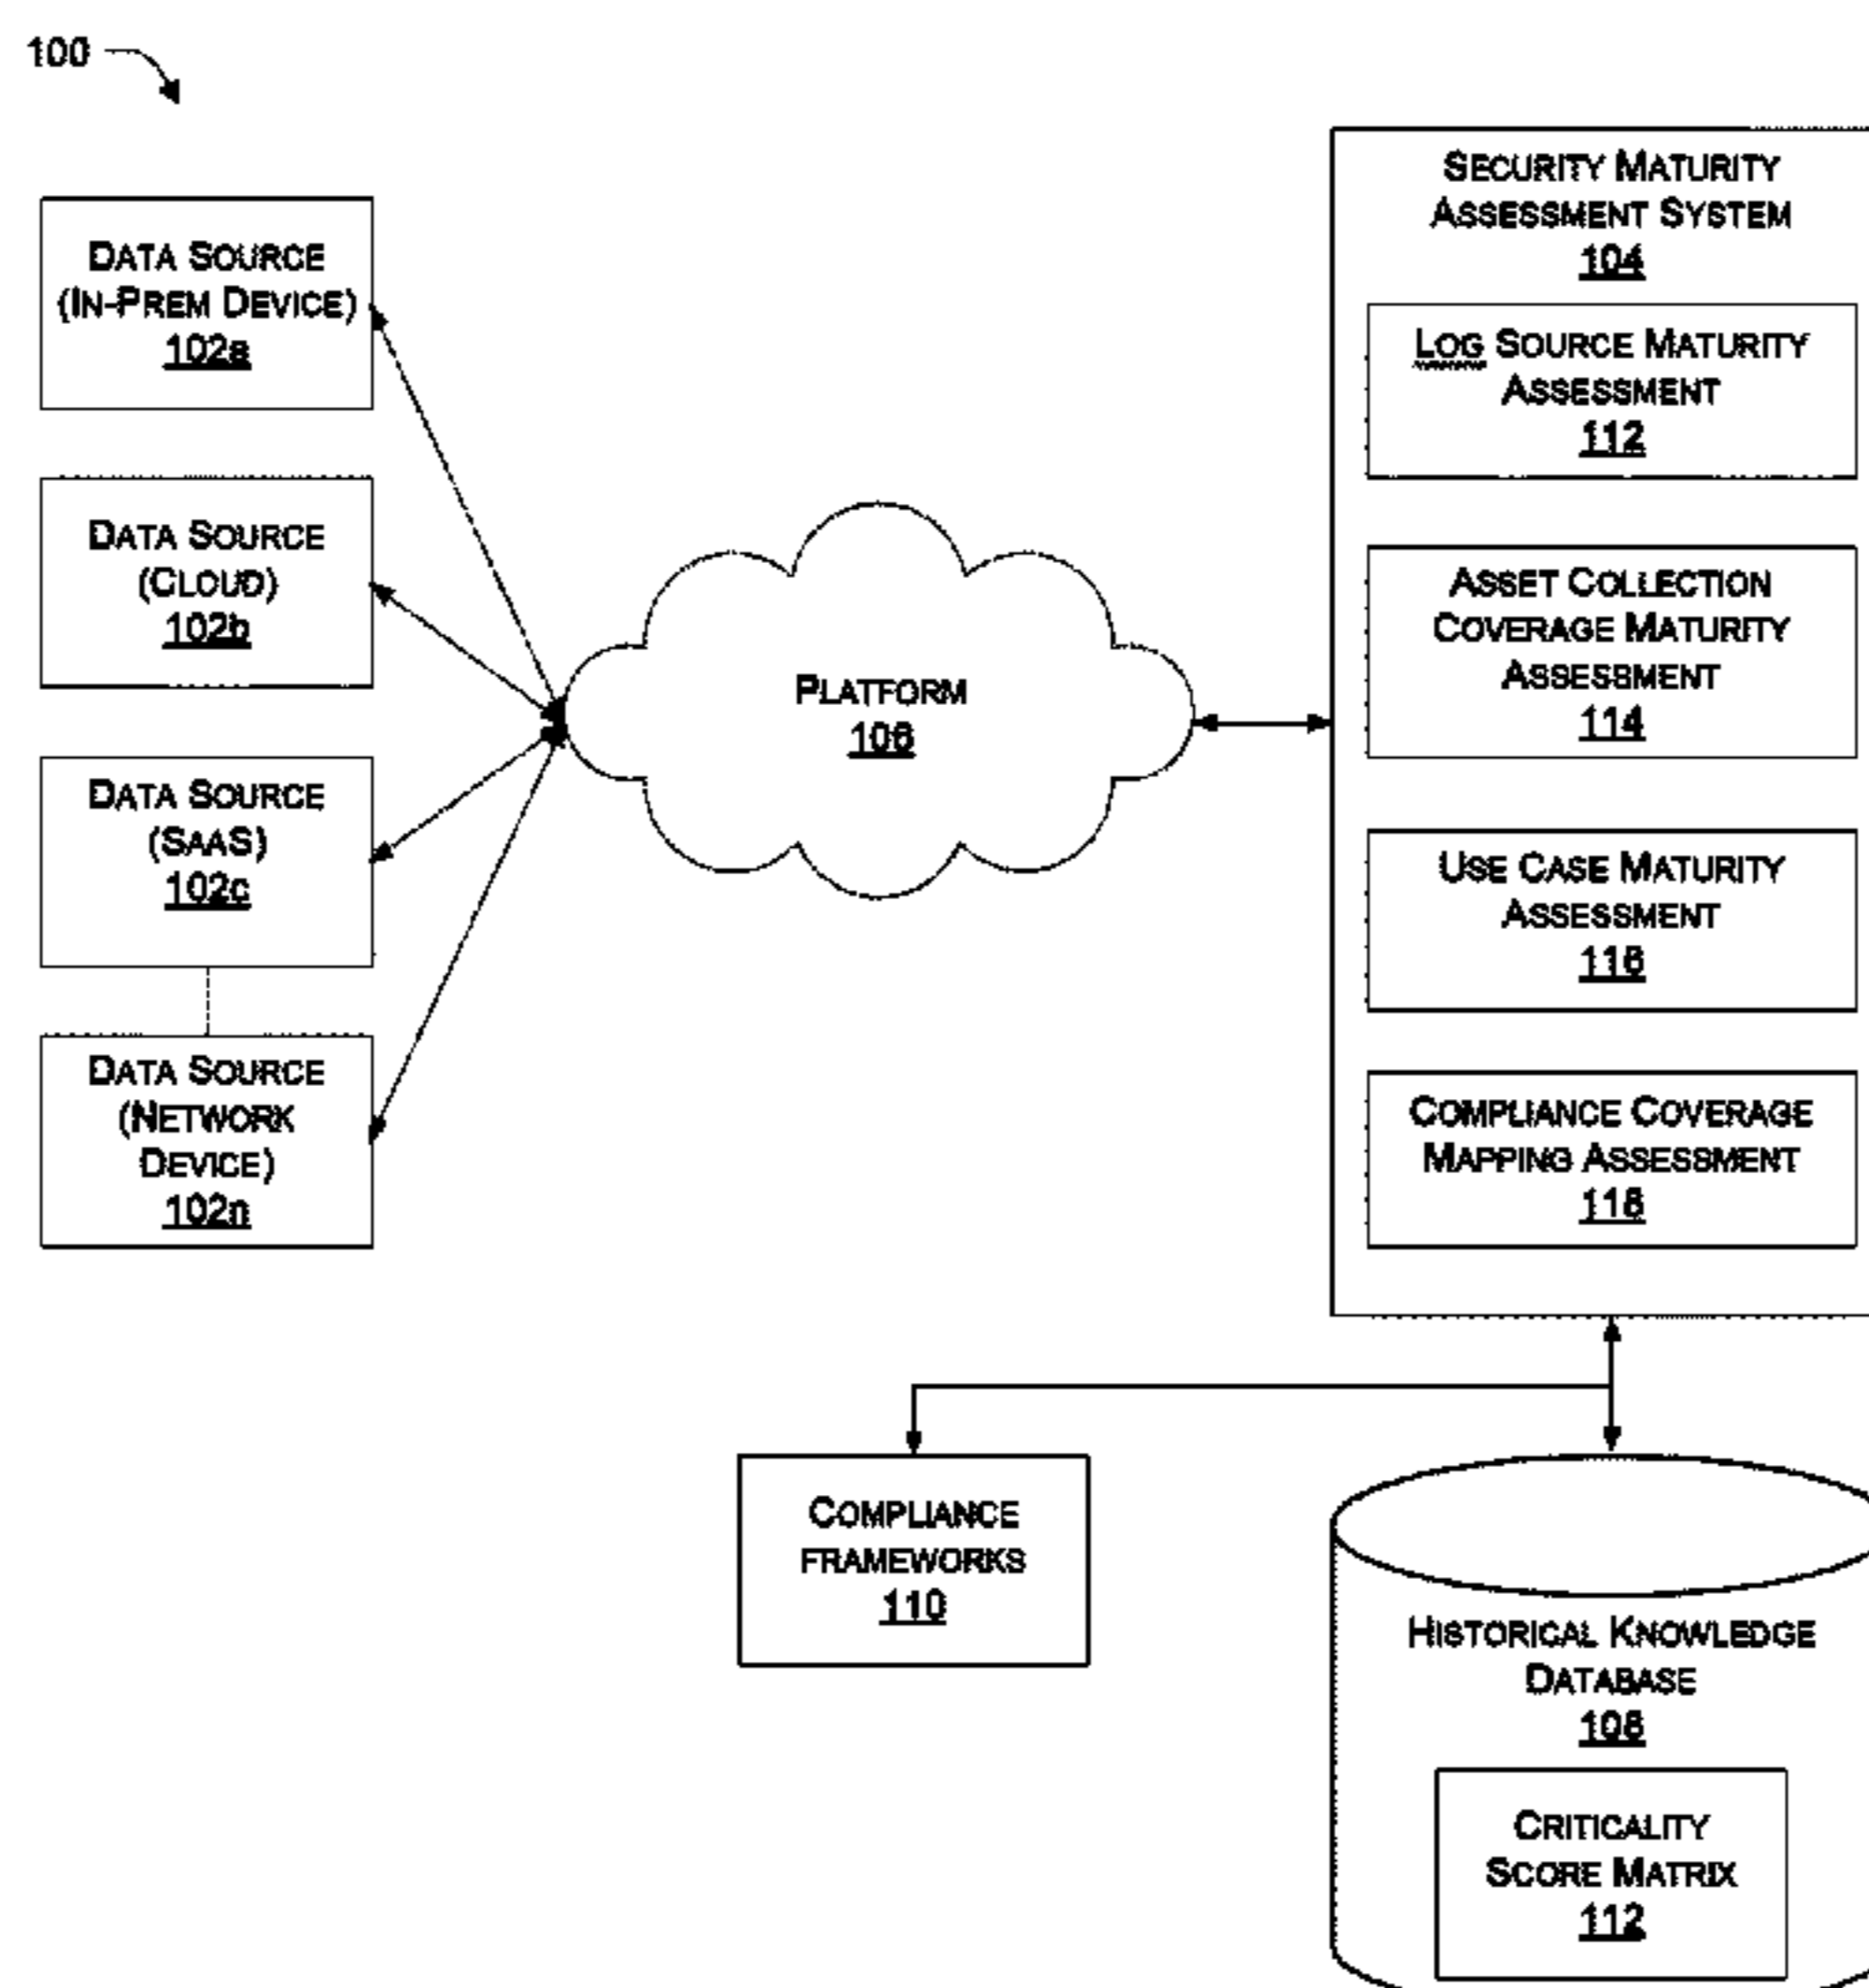 100
DATA SOURCE
(IN-PREM DEVICE)
102a
DATA SOURCE
(CLOUD)
102b
DATA SOURCE
(SAAS)
102c
DATA SOURCE
(NETWORK
DEVICE)
102n
PLATFORM
106
SECURITY MATURITY
ASSESSMENT SYSTEM
104
LOG SOURCE MATURITY
ASSESSMENT
112
ASSET COLLECTION
COVERAGE MATURITY
ASSESSMENT
114
USE CASE MATURITY
ASSESSMENT
116
COMPLIANCE COVERAGE
MAPPING ASSESSMENT
118
COMPLIANCE
FRAMEWORKS
110
HISTORICAL KNOWLEDGE
DATABASE
108
CRITICALITY
SCORE MATRIX
112